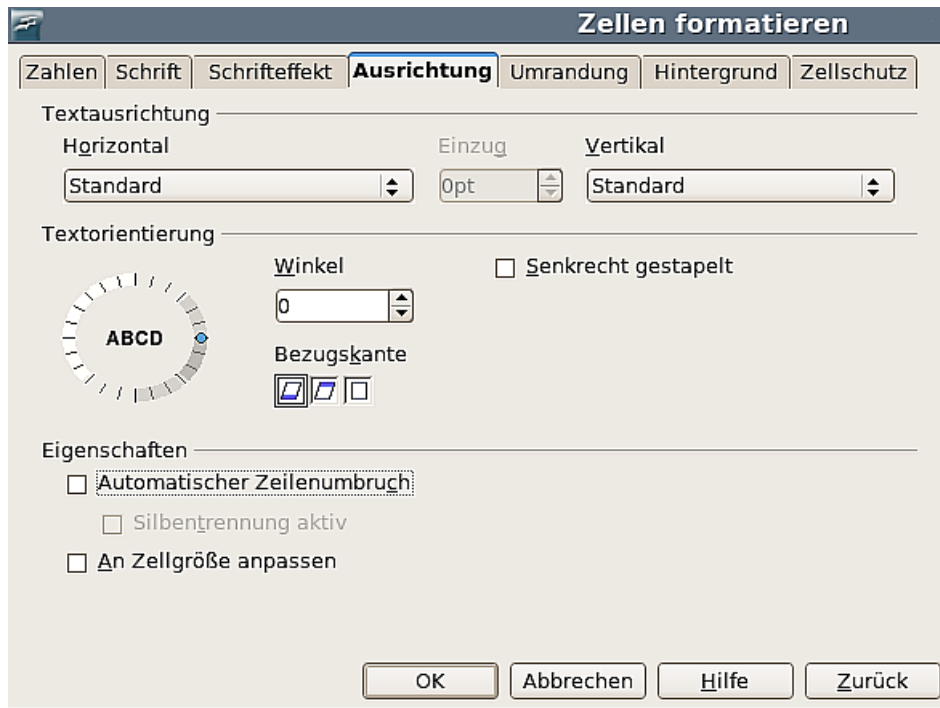 Zellen formatieren
Zahlen Schrift Schrifteffekt Ausrichtung Umrandung Hintergrund Zellschutz
Textausrichtung
Horizontal Einzug Vertikal
Standard 0pt Standard
Textorientierung
Winkel Senkrecht gestapelt
0
ABCD
Bezugskante
Eigenschaften
Automatischer Zeilenumbruch
Silbentrennung aktiv
An Zellgröße anpassen
OK Abbrechen Hilfe Zurück